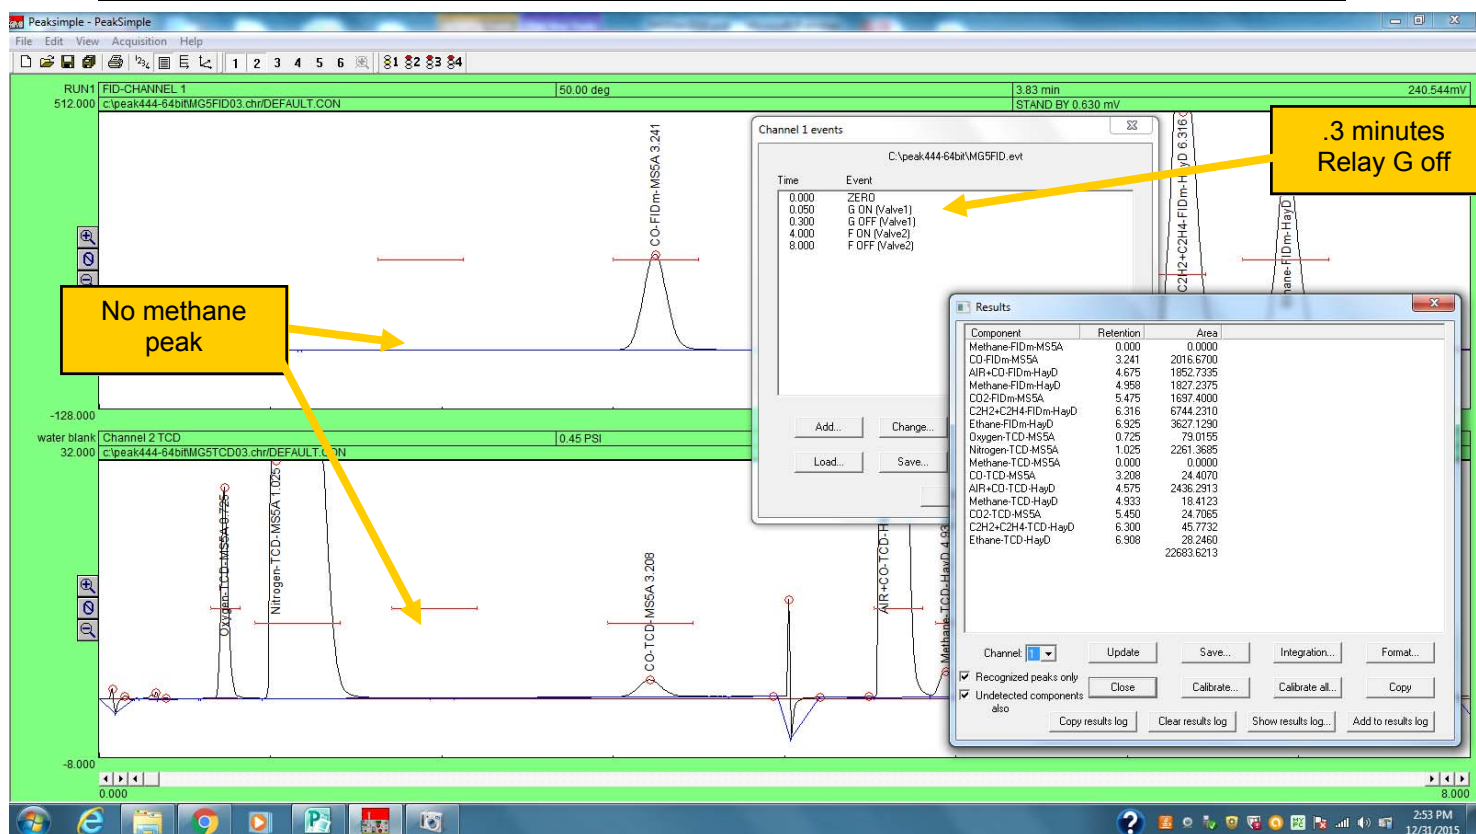 Peaksimple - PeakSimple
File Edit View Acquisition Help
1 2 3 4 5 6 81 82 83 84
RUN1 FID-CHANNEL 1 50.00 deg 3.83 min 240.544mV
512.000 c:\peak444-64bit\MG5FID03.chr/DEFAULT.CON STAND BY 0.630 mV
CO-FIDm-MS5A 3.241
Channel 1 events
C:\peak444-64bit\MG5FID.evt
Time Event
0.000 ZERO
0.050 G ON (Valve1)
0.300 G OFF (Valve1)
4.000 F ON (Valve2)
8.000 F OFF (Valve2)
Add... Change...
Load... Save...
.3 minutes
Relay G off
C2H2+C2H4-FIDm-HayD 6.316
hane-FIDm-HayD
No methane
peak
-128.000
water blank Channel 2 TCD 0.45 PSI
32.000 c:\peak444-64bit\MG5TCD03.chr/DEFAULT.CON
Oxygen-TCD-MS5A 0.725
Nitrogen-TCD-MS5A 1.025
CO-TCD-MS5A 3.208
AIR+CO-TCD-H
Methane-TCD-HayD 4.93
-8.000
0.000 8.000
Results
Component Retention Area
Methane-FIDm-MS5A 0.000 0.0000
CO-FIDm-MS5A 3.241 2016.6700
AIR+CO-FIDm-HayD 4.675 1852.7335
Methane-FIDm-HayD 4.958 1827.2375
CO2-FIDm-MS5A 5.475 1697.4000
C2H2+C2H4-FIDm-HayD 6.316 6744.2310
Ethane-FIDm-HayD 6.925 3627.1290
Oxygen-TCD-MS5A 0.725 79.0155
Nitrogen-TCD-MS5A 1.025 2261.3685
Methane-TCD-MS5A 0.000 0.0000
CO-TCD-MS5A 3.208 24.4070
AIR+CO-TCD-HayD 4.575 2436.2913
Methane-TCD-HayD 4.933 18.4123
CO2-TCD-MS5A 5.450 24.7065
C2H2+C2H4-TCD-HayD 6.300 45.7732
Ethane-TCD-HayD 6.908 28.2460
22683.6213
Channel: 1 Update Save... Integration... Format...
Recognized peaks only
Undetected components
also
Close Calibrate... Calibrate all... Copy
Copy results log Clear results log Show results log... Add to results log
2:53 PM
12/31/2015